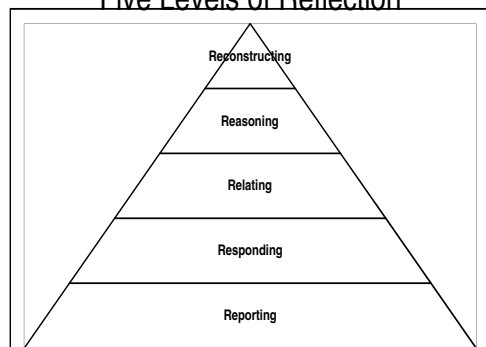 Five Levels of Reflection
Reconstructing
Reasoning
Relating
Responding
Reporting